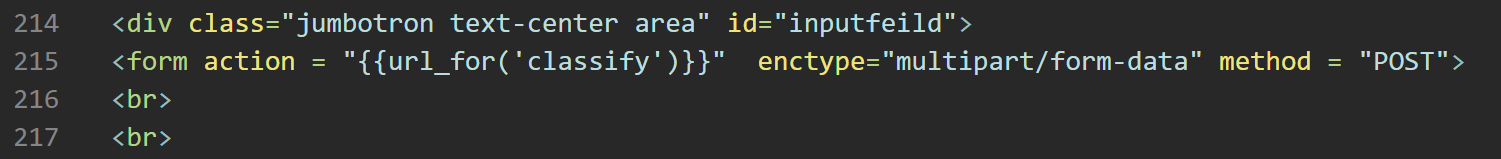 214 <div class="jumbotron text-center area" id="inputfeild">
215 <form action = "{{url_for('classify')}}"  enctype="multipart/form-data" method = "POST">
216 <br>
217 <br>